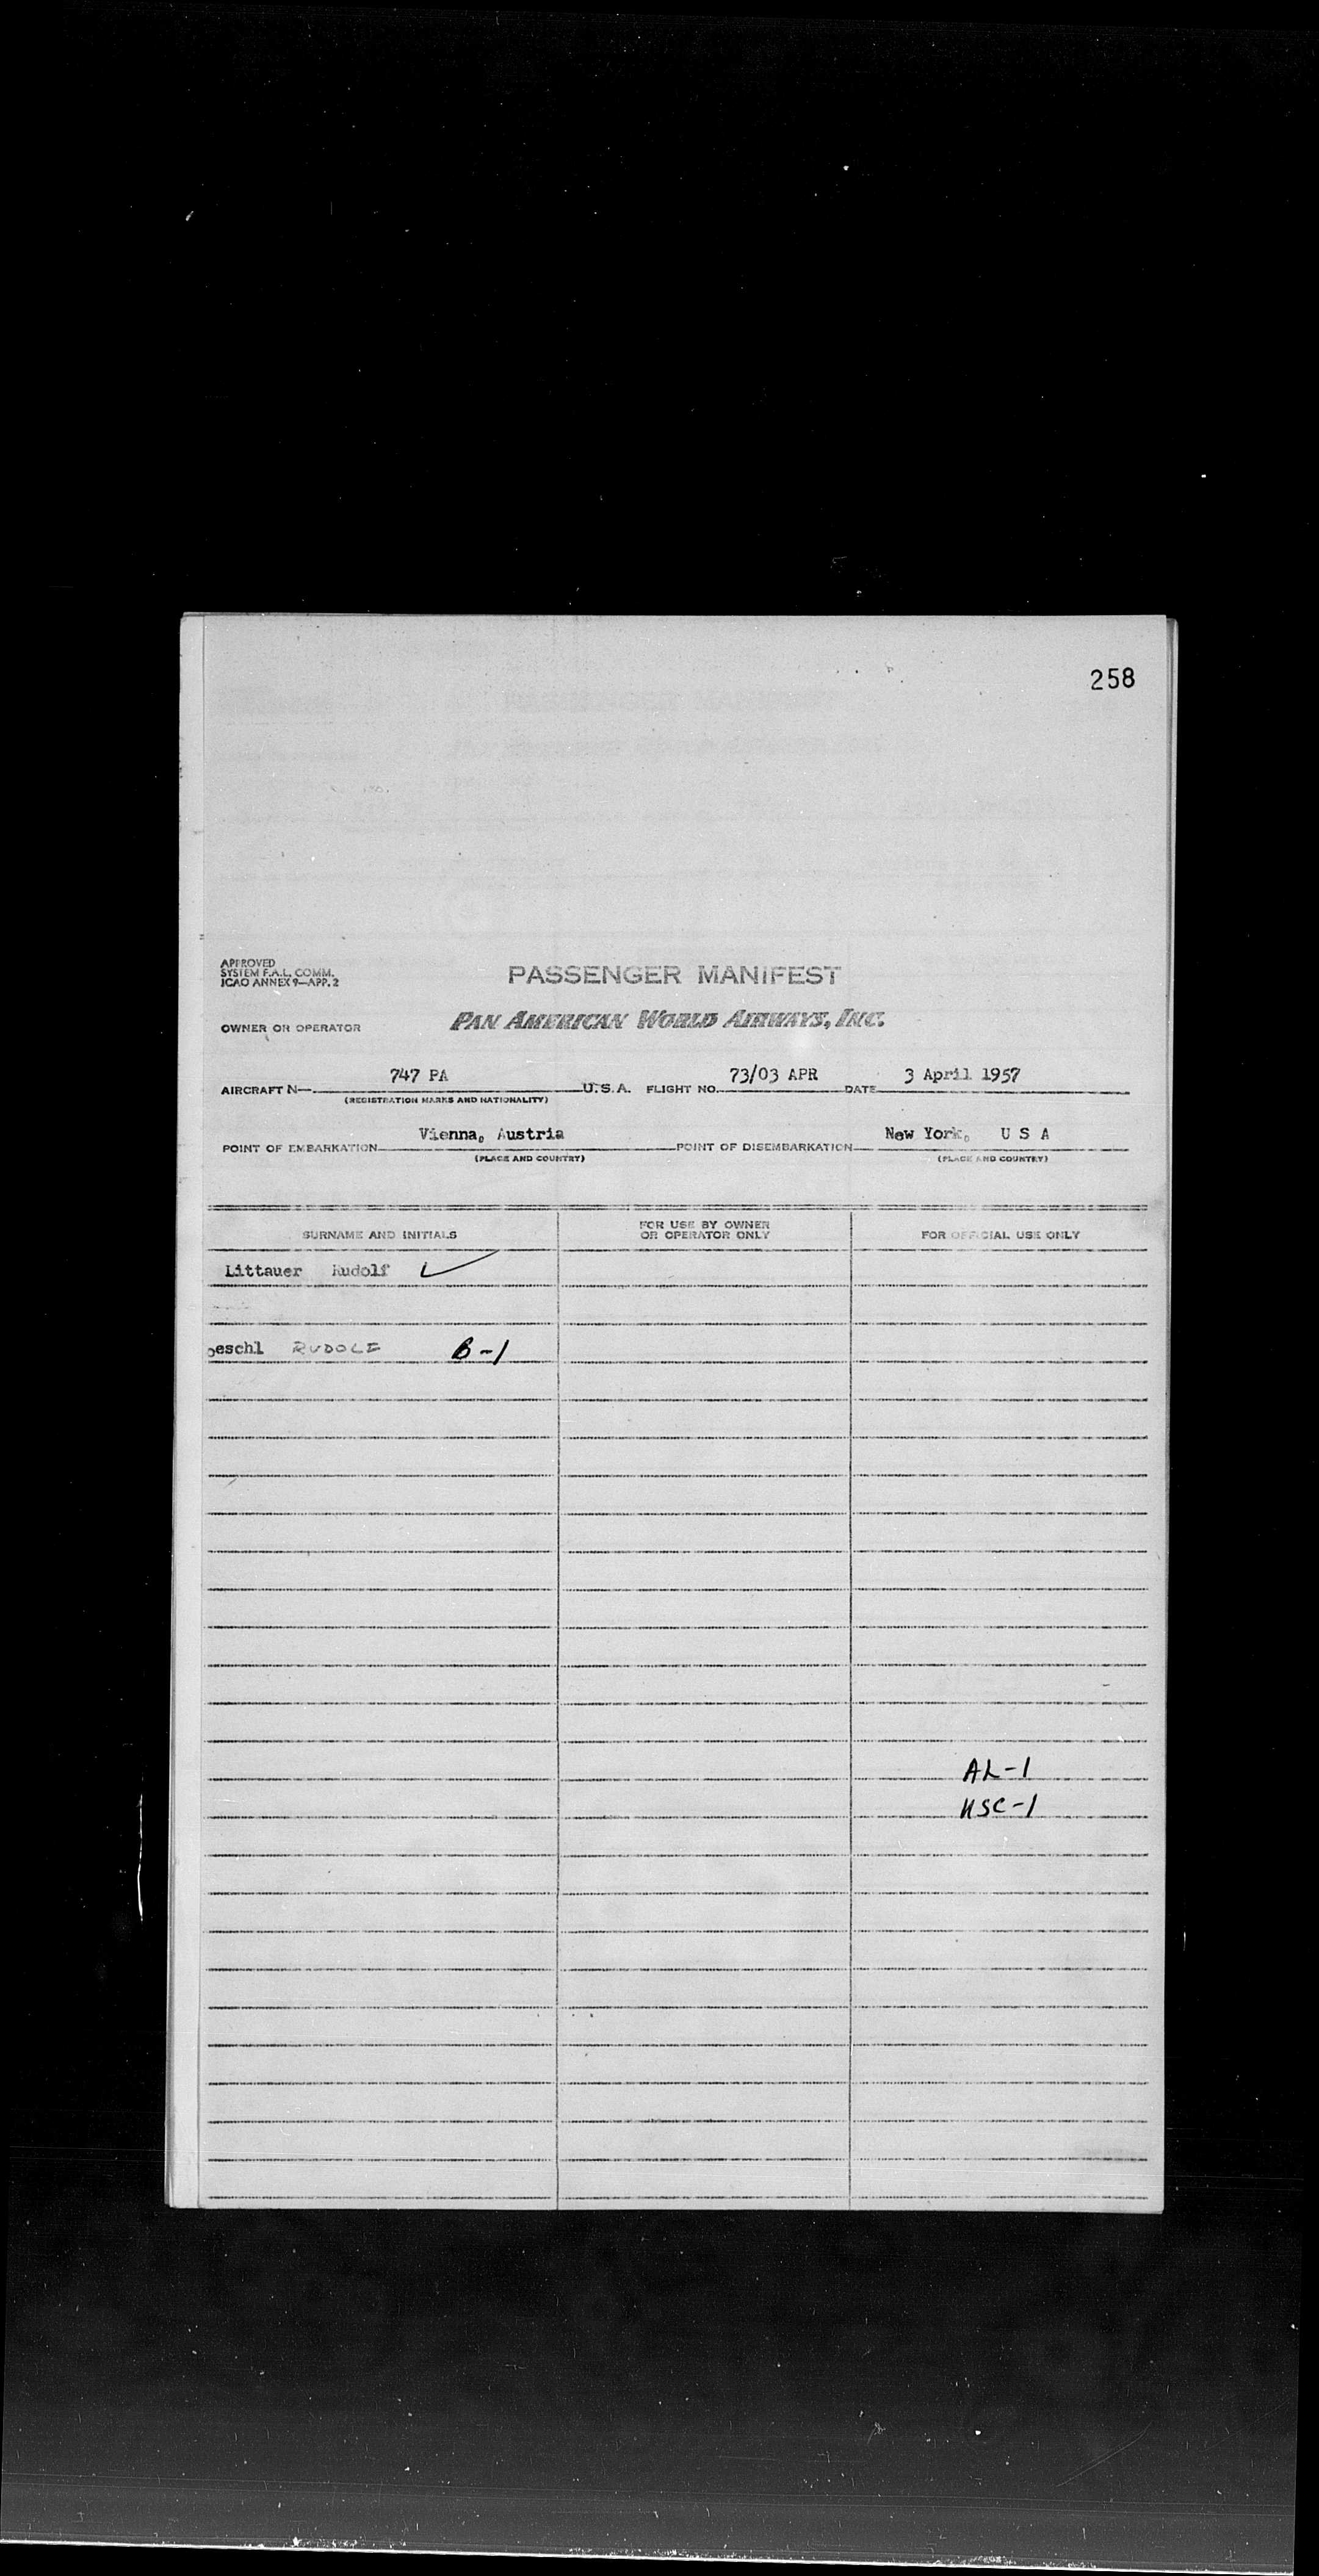 258
APPROVED
SYSTEM F.A.L. COMM.
ICAO ANNEX 9—APP. 2
PASSENGER MANIFEST
OWNER OR OPERATOR PAN AMERICAN WORLD AIRWAYS, INC.
AIRCRAFT N— 747 PA U.S.A. FLIGHT NO. 73/03 APR DATE 3 April 1957
(REGISTRATION MARKS AND NATIONALITY)
POINT OF EMBARKATION Vienna, Austria POINT OF DISEMBARKATION New York, U S A
(PLACE AND COUNTRY) (PLACE AND COUNTRY)
SURNAME AND INITIALS FOR USE BY OWNER OR OPERATOR ONLY FOR OFFICIAL USE ONLY
Littauer Rudolf
RUDOLF B-1
AL-1
USC-1